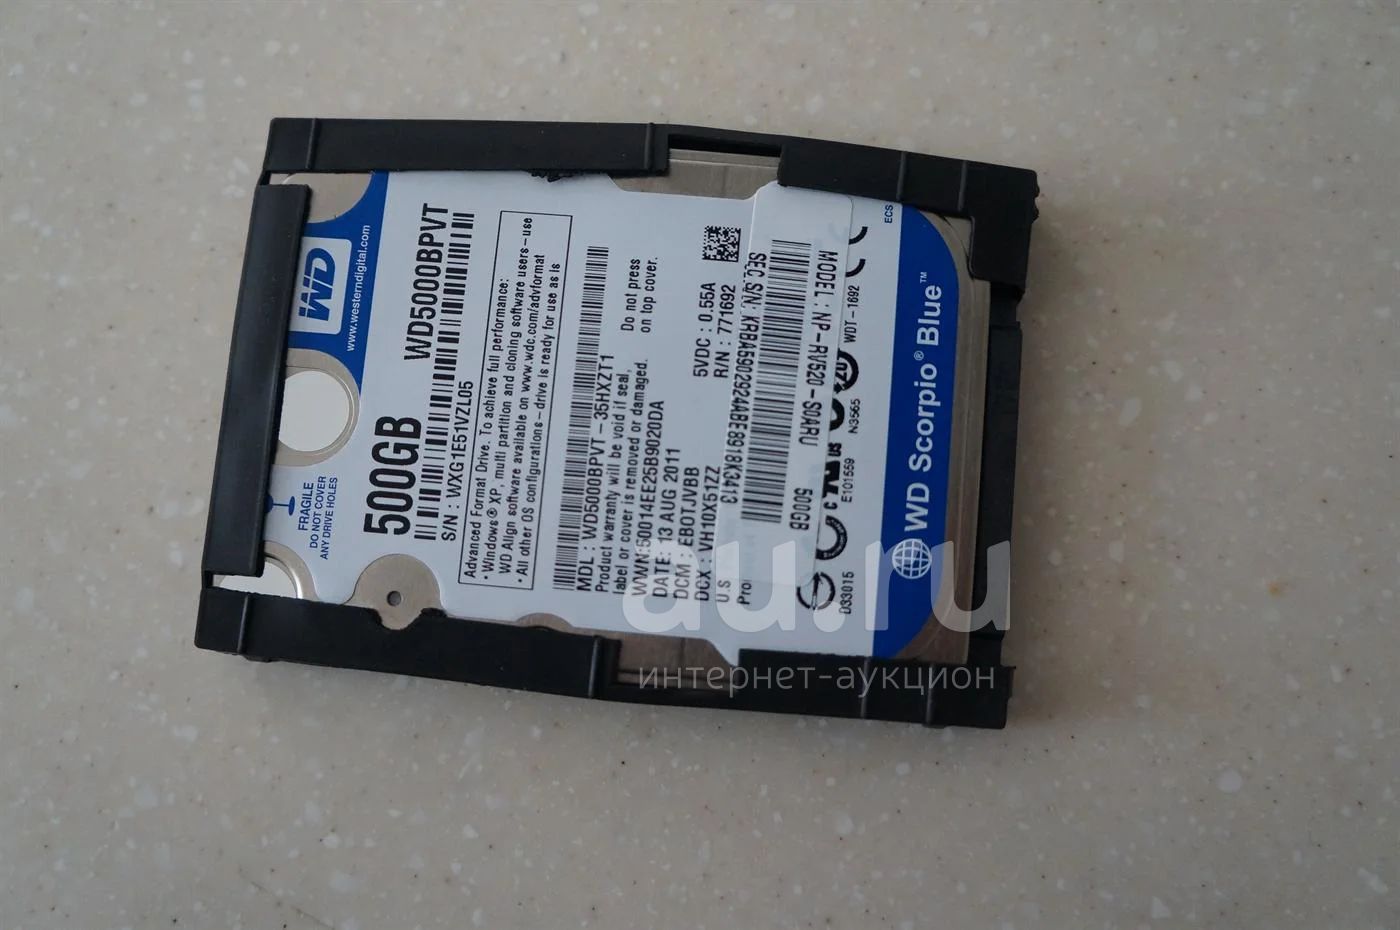 WD
www.westerndigital.com
FRAGILE
DO NOT COVER
ANY DRIVE HOLES
500GB
WD5000BPVT
S/N : WXG1E51VZL05
Advanced Format Drive. To achieve full performance:
• Windows® XP, multi partition and cloning software users - use
WD Align software available on www.wdc.com/advformat
• All other OS configurations - drive is ready for use as is
MDL : WD5000BPVT - 35HXZT1
Product warranty will be void if seal,
label or cover is removed or damaged.
Do not press
on top cover.
WWN:50014EE25B9020DA
DATE: 13 AUG 2011
DCM : EBOTJVBB
DCX : VH10X51ZZ
5VDC : 0.55A
R/N : 771692
U.S
SEC S/N:
MODEL : NP-RV520-S0ARU
500GB
WDT-1692
N3565
E101559
D33015
ECS
WD Scorpio® Blue™
au.ru
интернет-аукцион